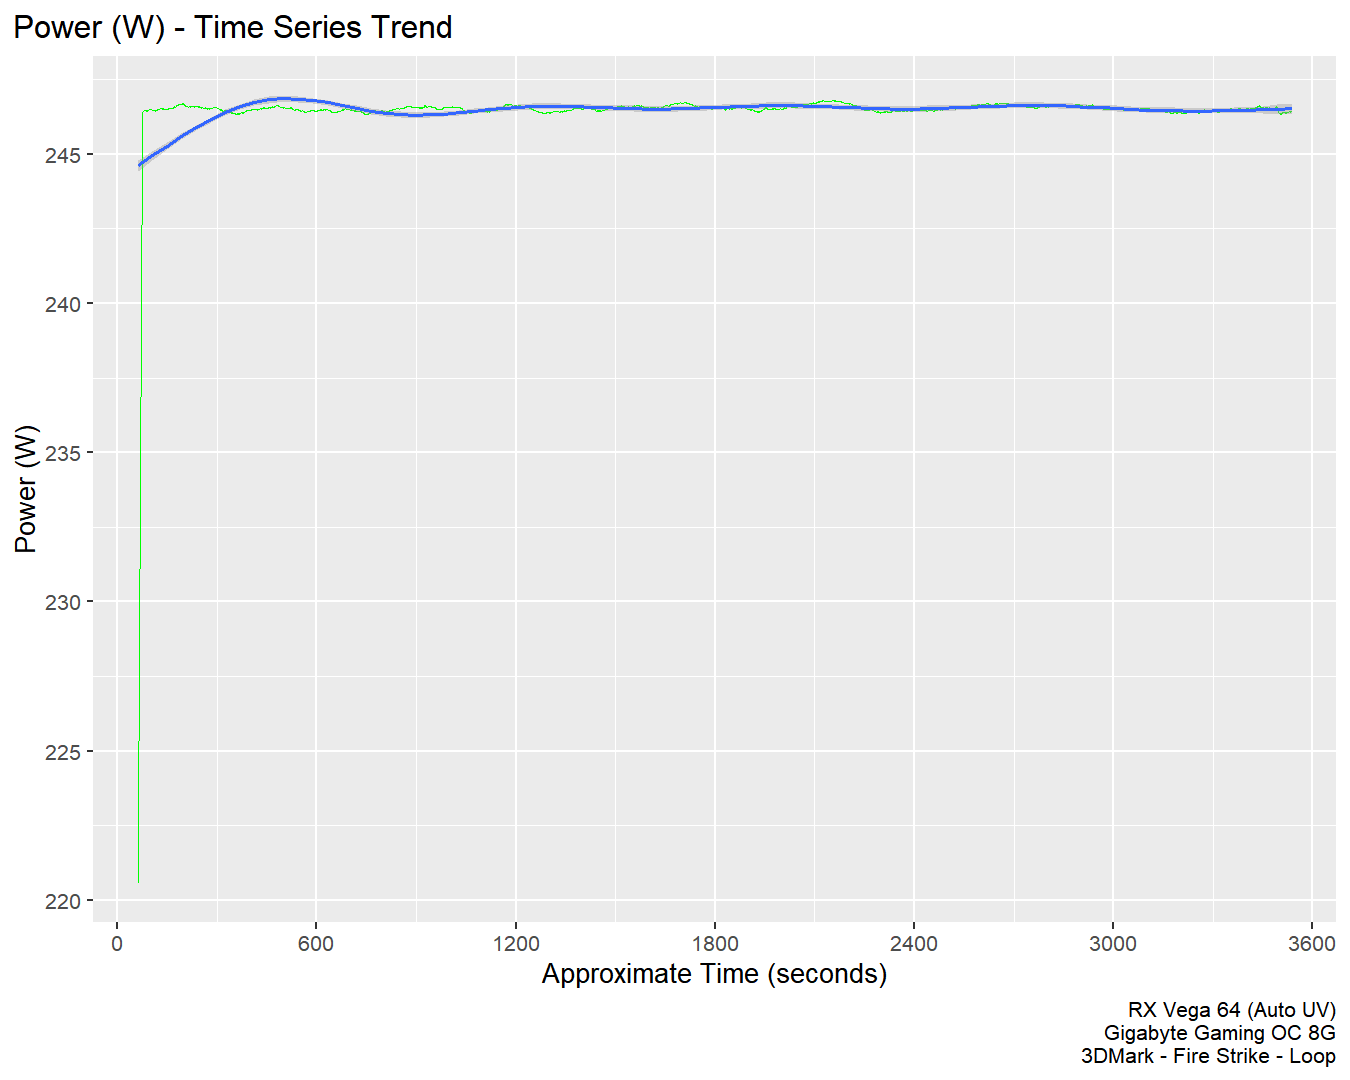 Power (W) - Time Series Trend
Power (W)
245
240
235
230
225
220
0 600 1200 1800 2400 3000 3600
Approximate Time (seconds)
RX Vega 64 (Auto UV)
Gigabyte Gaming OC 8G
3DMark - Fire Strike - Loop